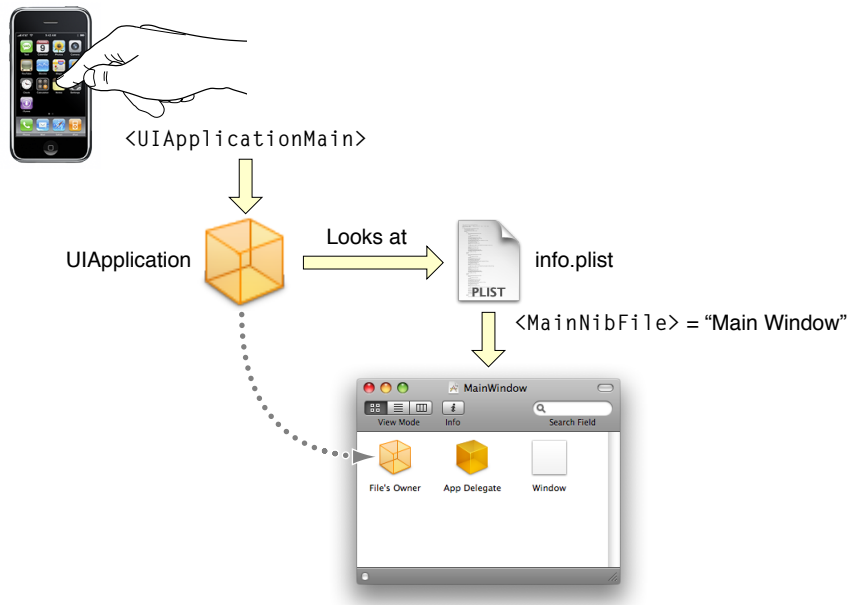 <UIApplicationMain>
UIApplication
Looks at
PLIST
info.plist
<MainNibFile> = “Main Window”
MainWindow
View Mode
Info
Search Field
File's Owner
App Delegate
Window